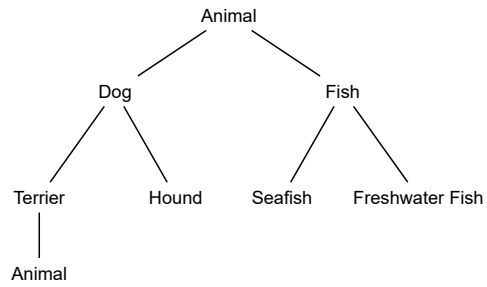 Animal
Dog
Fish
Terrier
Hound
Seafish
Freshwater Fish
Animal